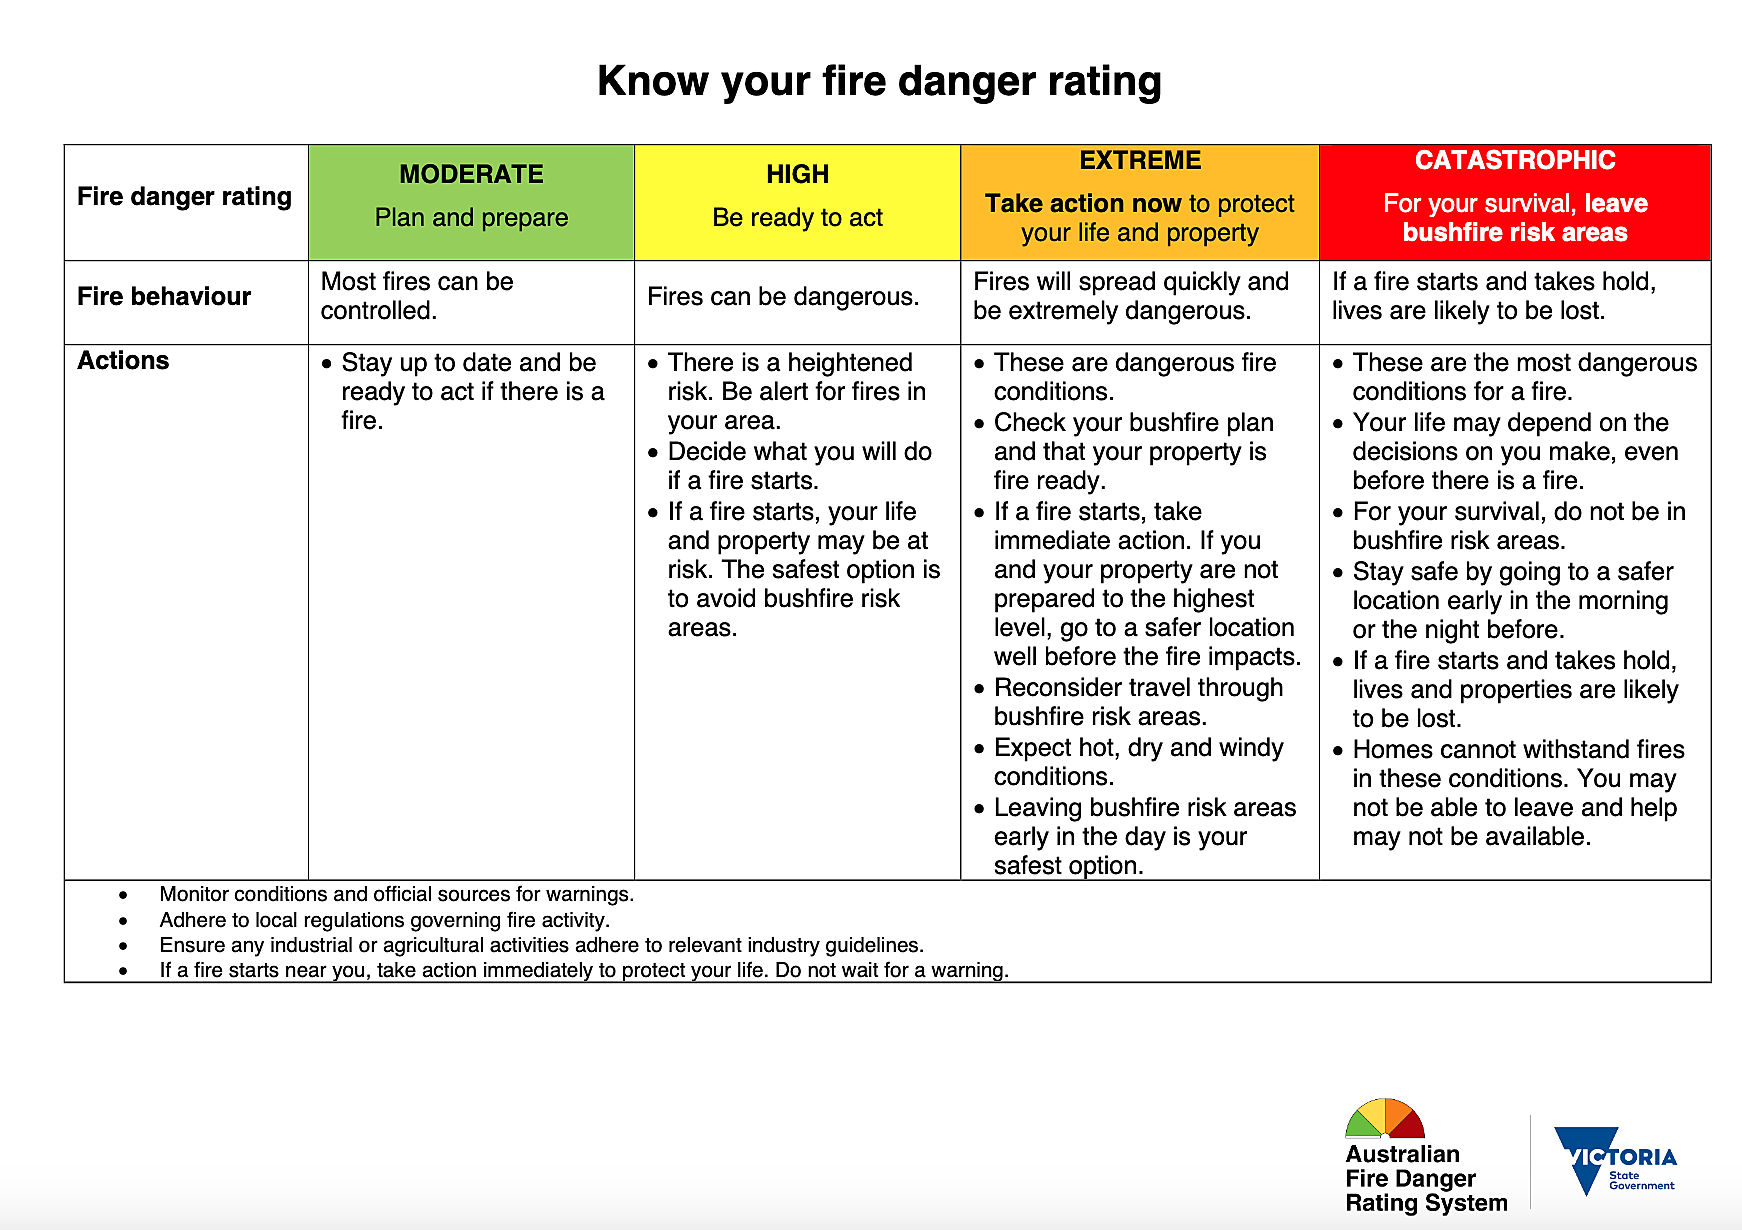 Know your fire danger rating
Fire danger rating
MODERATE
Plan and prepare
HIGH
Be ready to act
EXTREME
Take action now to protect
your life and property
CATASTROPHIC
For your survival, leave
bushfire risk areas
Fire behaviour
Most fires can be
controlled.
Fires can be dangerous.
Fires will spread quickly and
be extremely dangerous.
If a fire starts and takes hold,
lives are likely to be lost.
Actions
• Stay up to date and be
ready to act if there is a
fire.
• There is a heightened
risk. Be alert for fires in
your area.
• Decide what you will do
if a fire starts.
• If a fire starts, your life
and property may be at
risk. The safest option is
to avoid bushfire risk
areas.
• These are dangerous fire
conditions.
• Check your bushfire plan
and that your property is
fire ready.
• If a fire starts, take
immediate action. If you
and your property are not
prepared to the highest
level, go to a safer location
well before the fire impacts.
• Reconsider travel through
bushfire risk areas.
• Expect hot, dry and windy
conditions.
• Leaving bushfire risk areas
early in the day is your
safest option.
• These are the most dangerous
conditions for a fire.
• Your life may depend on the
decisions on you make, even
before there is a fire.
• For your survival, do not be in
bushfire risk areas.
• Stay safe by going to a safer
location early in the morning
or the night before.
• If a fire starts and takes hold,
lives and properties are likely
to be lost.
• Homes cannot withstand fires
in these conditions. You may
not be able to leave and help
may not be available.
• Monitor conditions and official sources for warnings.
• Adhere to local regulations governing fire activity.
• Ensure any industrial or agricultural activities adhere to relevant industry guidelines.
• If a fire starts near you, take action immediately to protect your life. Do not wait for a warning.
Australian
Fire Danger
Rating System
VICTORIA
State
Government